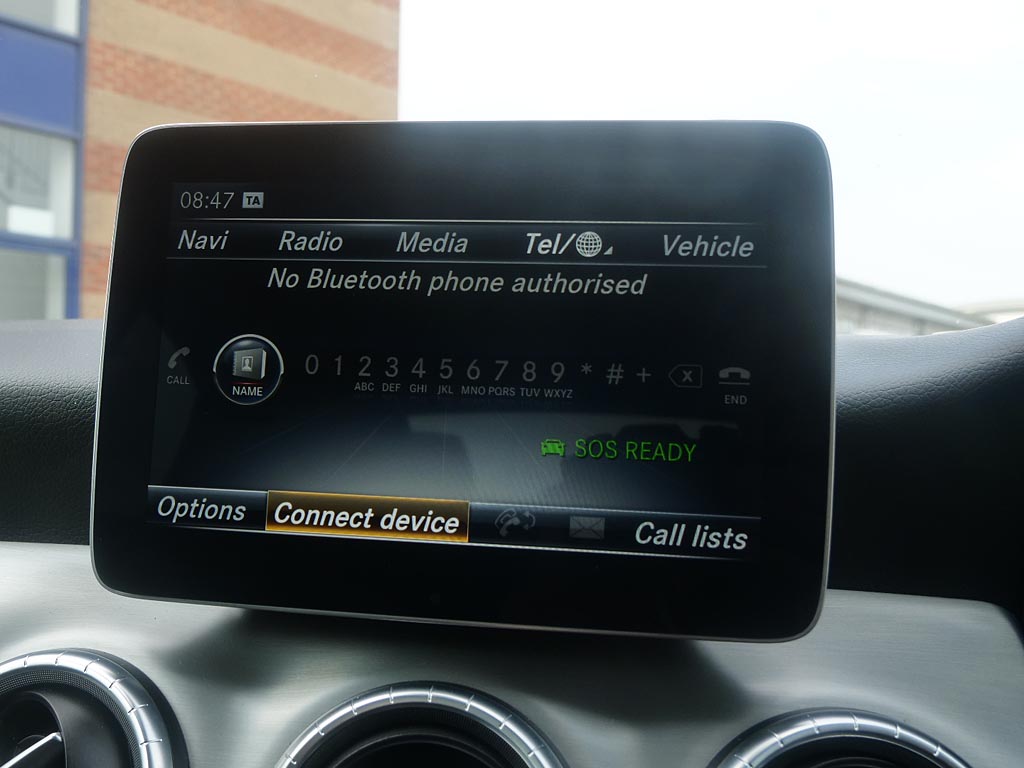 08:47 TA
Navi Radio Media Tel/ Vehicle
No Bluetooth phone authorised
CALL NAME 0 1 2 3 4 5 6 7 8 9 * # + X END
ABC DEF GHI JKL MNO PQRS TUV WXYZ
SOS READY
Options Connect device Call lists